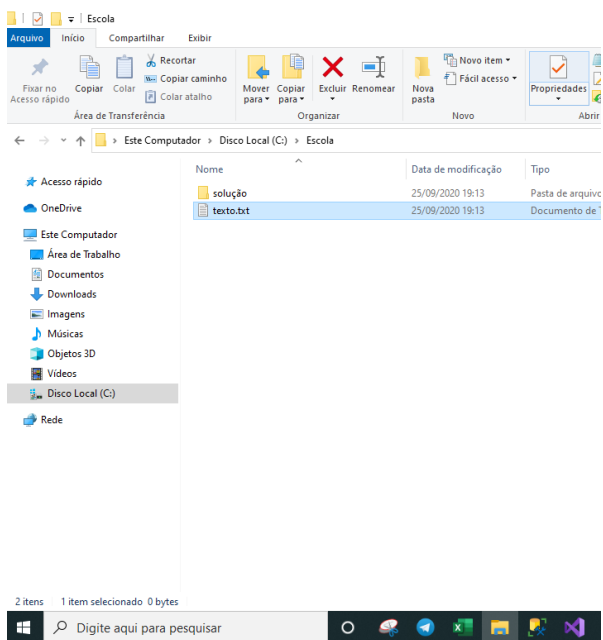 Escola
Arquivo Início Compartilhar Exibir
Fixar no Acesso rápido
Copiar
Colar
Recortar
Copiar caminho
Colar atalho
Mover para
Copiar para
Excluir
Renomear
Nova pasta
Novo item
Fácil acesso
Propriedades
Área de Transferência Organizar Novo Abrir
Este Computador > Disco Local (C:) > Escola
Nome Data de modificação Tipo
solução 25/09/2020 19:13 Pasta de arquivo
texto.txt 25/09/2020 19:13 Documento de
Acesso rápido
OneDrive
Este Computador
Área de Trabalho
Documentos
Downloads
Imagens
Músicas
Objetos 3D
Vídeos
Disco Local (C:)
Rede
2 itens 1 item selecionado 0 bytes
Digite aqui para pesquisar